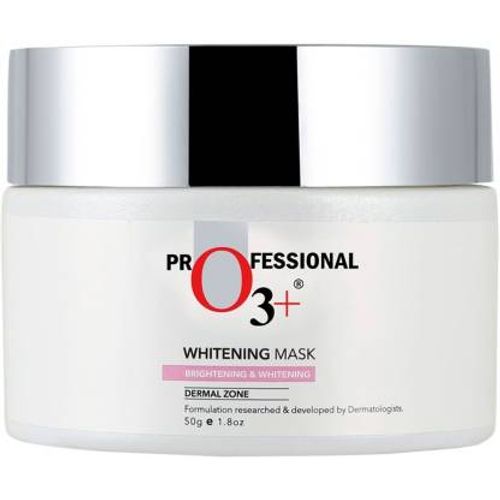 PROFESSIONAL
O3+®
WHITENING MASK
BRIGHTENING & WHITENING
DERMAL ZONE
Formulation researched & developed by Dermatologists.
50g e 1.8oz